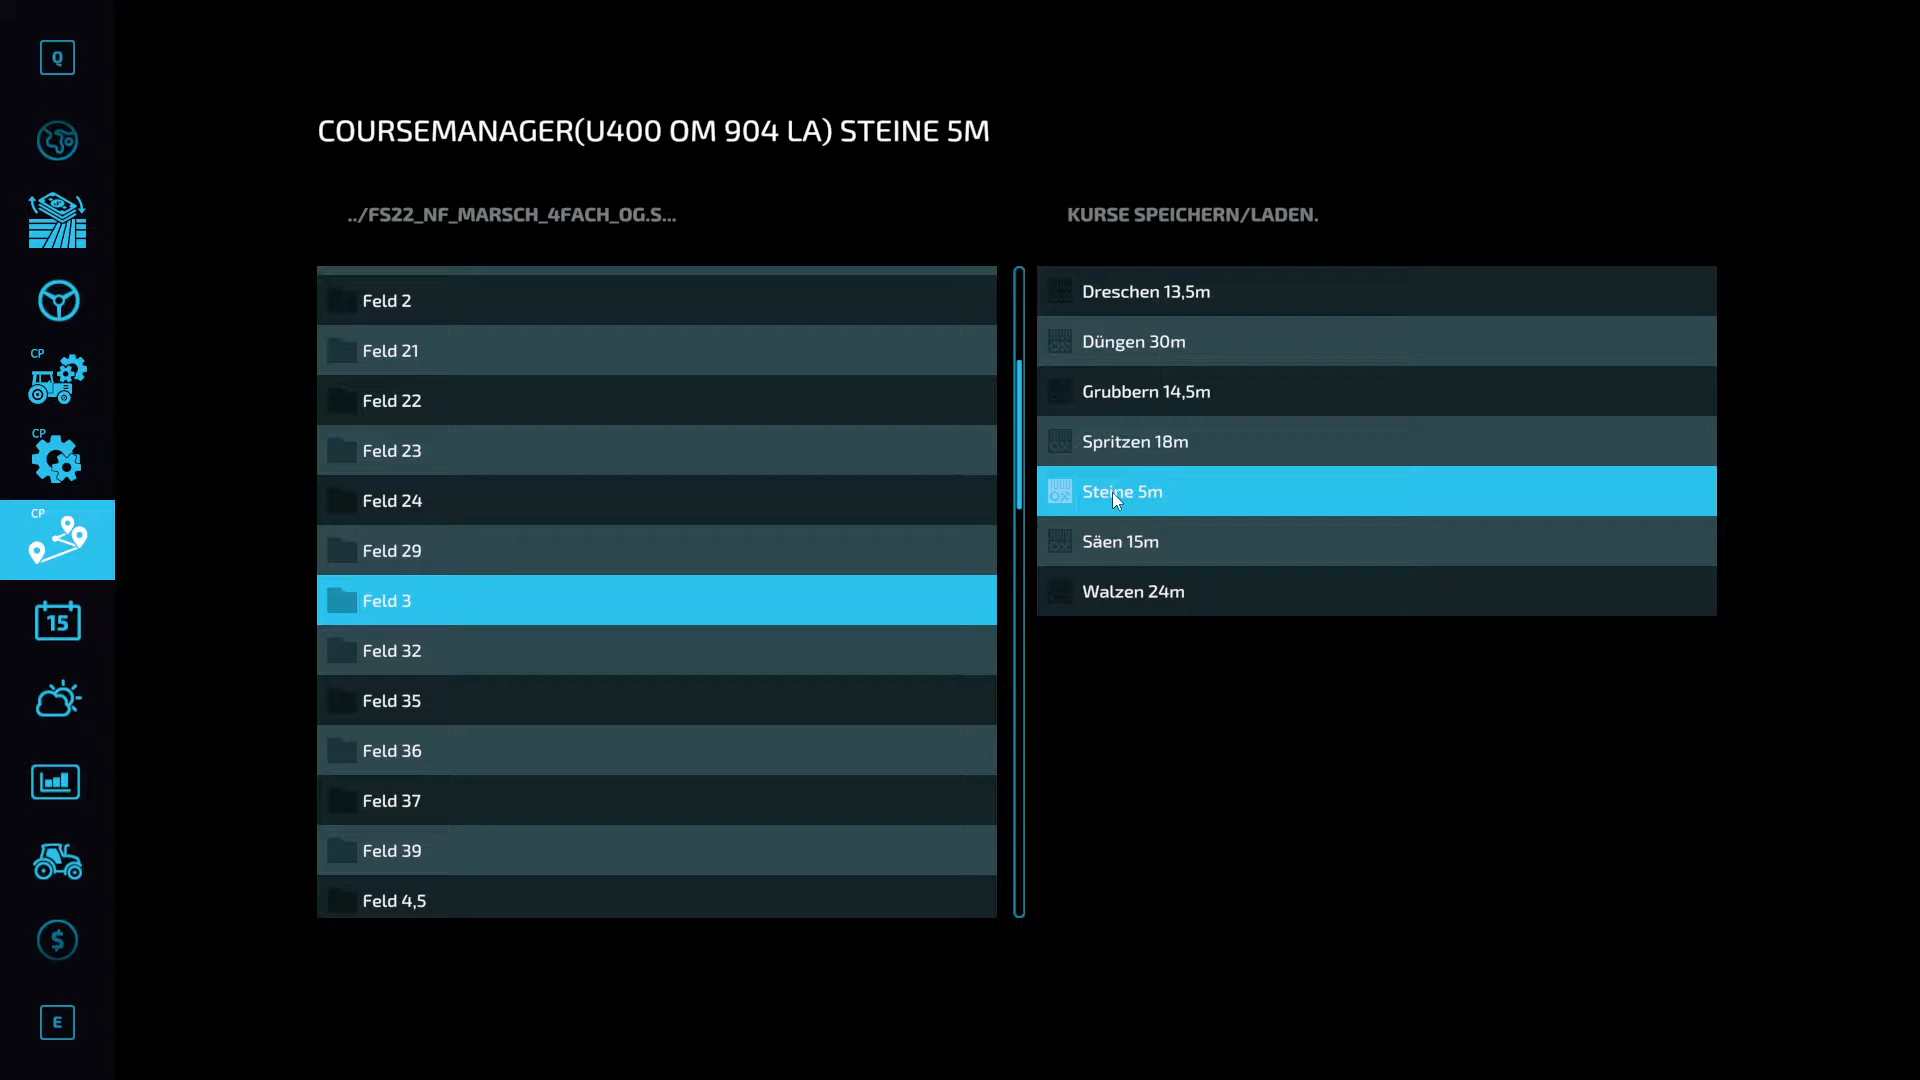 Q
COURSEMANAGER(U400 OM 904 LA) STEINE 5M
../FS22_NF_MARSCH_4FACH_OG.S...
KURSE SPEICHERN/LADEN.
Feld 2
Feld 21
Feld 22
Feld 23
Feld 24
Feld 29
Feld 3
Feld 32
Feld 35
Feld 36
Feld 37
Feld 39
Feld 4,5
Dreschen 13,5m
Düngen 30m
Grubbern 14,5m
Spritzen 18m
Steine 5m
Säen 15m
Walzen 24m
CP
CP
CP
15
$
E